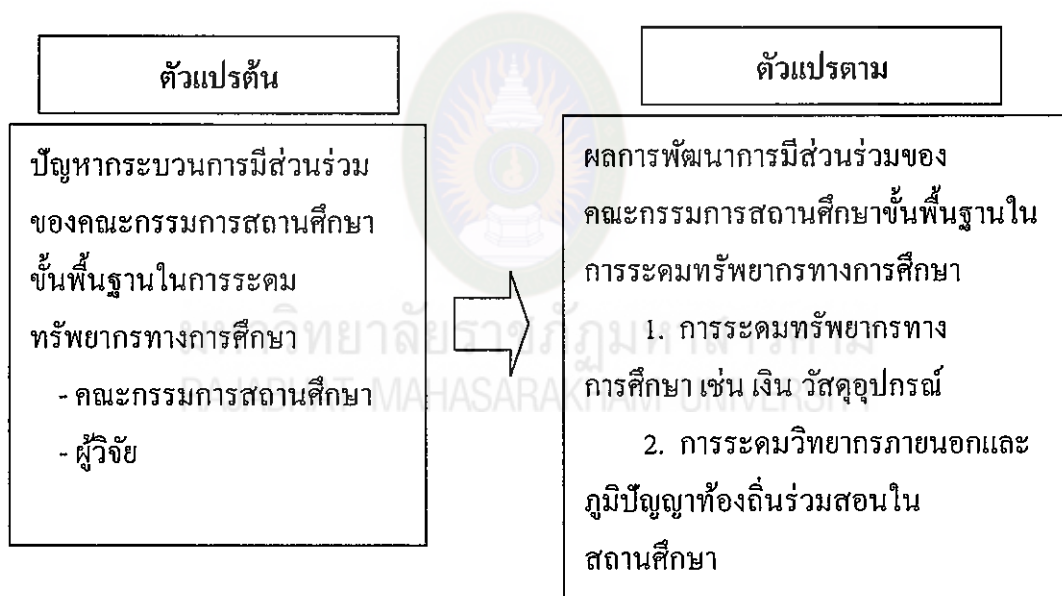 ตัวแปรต้น
ปัญหากระบวนการมีส่วนร่วม
ของคณะกรรมการสถานศึกษา
ขั้นพื้นฐานในการระดม
ทรัพยากรทางการศึกษา
- คณะกรรมการสถานศึกษา
- ผู้วิจัย
ตัวแปรตาม
ผลการพัฒนาการมีส่วนร่วมของ
คณะกรรมการสถานศึกษาขั้นพื้นฐานใน
การระดมทรัพยากรทางการศึกษา
1. การระดมทรัพยากรทาง
การศึกษา เช่น เงิน วัสดุอุปกรณ์
2. การระดมวิทยากรภายนอกและ
ภูมิปัญญาท้องถิ่นร่วมสอนใน
สถานศึกษา
มหาวิทยาลัยราชภัฏมหาสารคาม
RAJABHAT MAHASARAKHAM UNIVERSITY